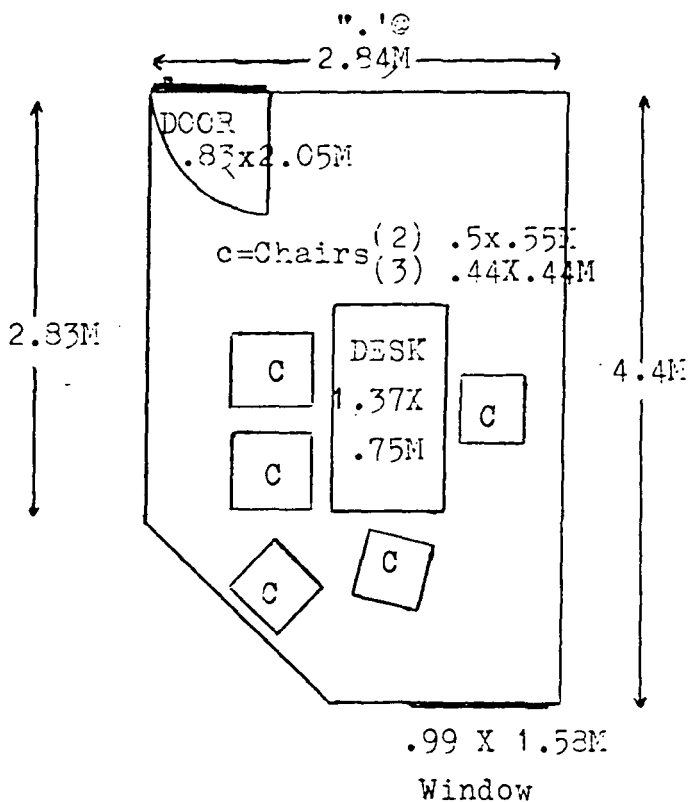 ".'@
2.84M
DOOR
.83x2.05M
c=Chairs (2) .5x.55M
(3) .44X.44M
2.83M
DESK
1.37X
.75M
4.4M
C
C
C
C
C
.99 X 1.58M
Window